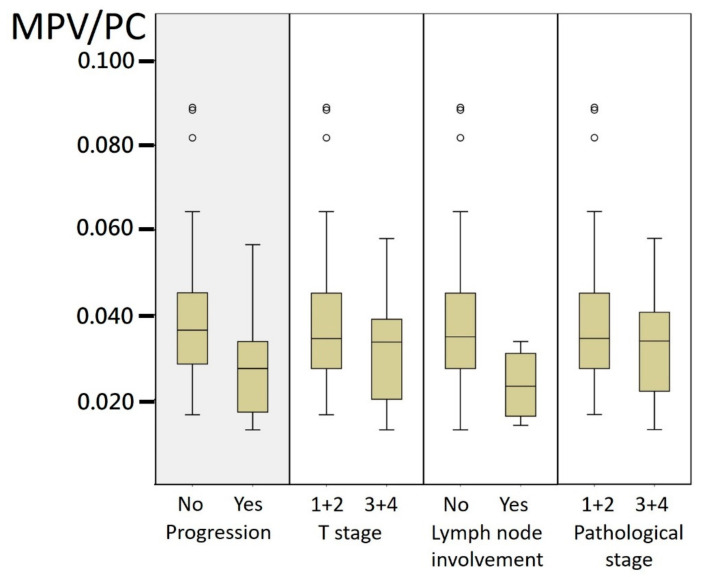 MPV/PC
0.100
0.080
0.060
0.040
0.020
No Yes 1+2 3+4 No Yes 1+2 3+4
Progression T stage Lymph node Pathological
involvement stage